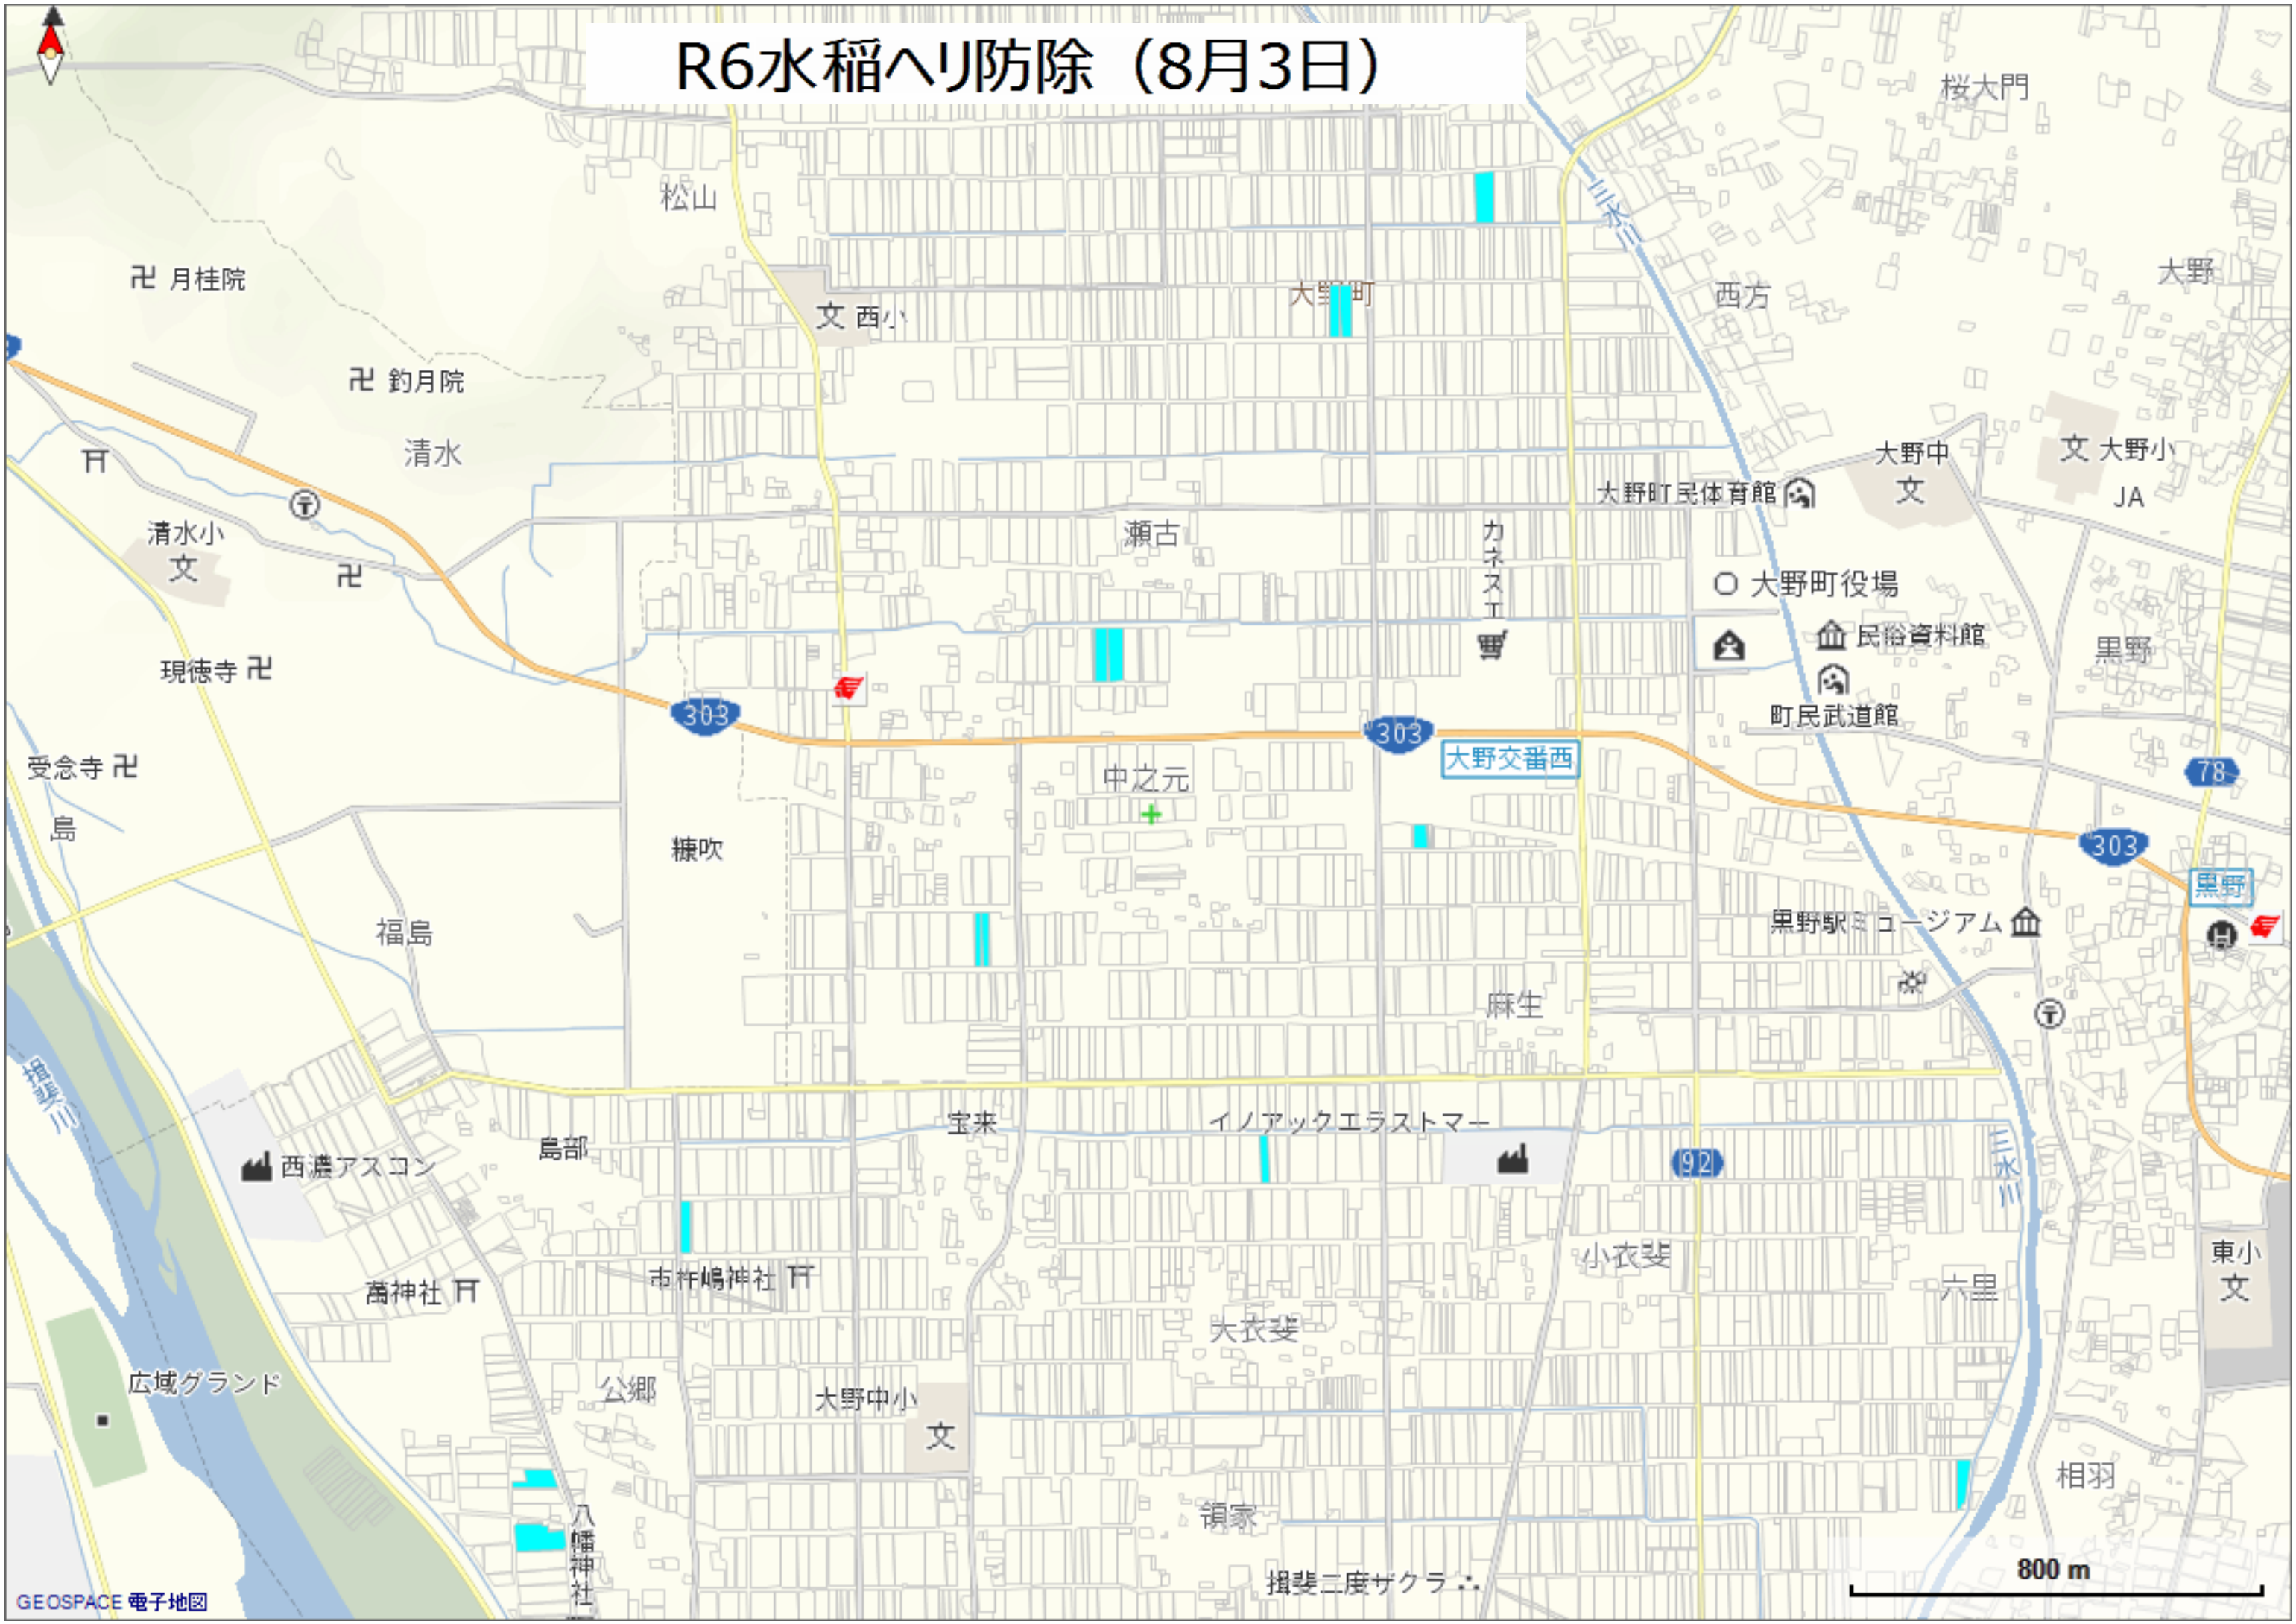 R6水稲ヘリ防除（8月3日）
桜大門
松山
三水川
大野
月桂院
西方
大野町
文 西小
釣月院
清水
大野中
文
文 大野小
JA
大野町民体育館
清水小
文
瀬古
カネスエ
大野町役場
民俗資料館
黒野
現徳寺
303
303
町民武道館
大野交番西
受念寺
中之元
78
島
糠吹
303
黒野
福島
黒野駅ミュージアム
麻生
揖斐川
宝来
イノアックエラストマー
島部
西濃アスコン
92
三水川
小衣斐
東小
文
市杵嶋神社
萬神社
六里
大衣斐
広域グランド
公郷
大野中小
文
相羽
領家
八幡神社
800 m
揖斐二度ザクラ
GEOSPACE 電子地図